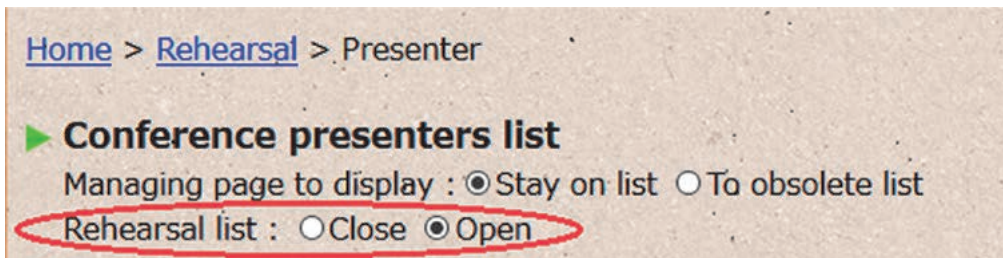 Home > Rehearsal > Presenter
Conference presenters list
Managing page to display : Stay on list To obsolete list
Rehearsal list : Close Open